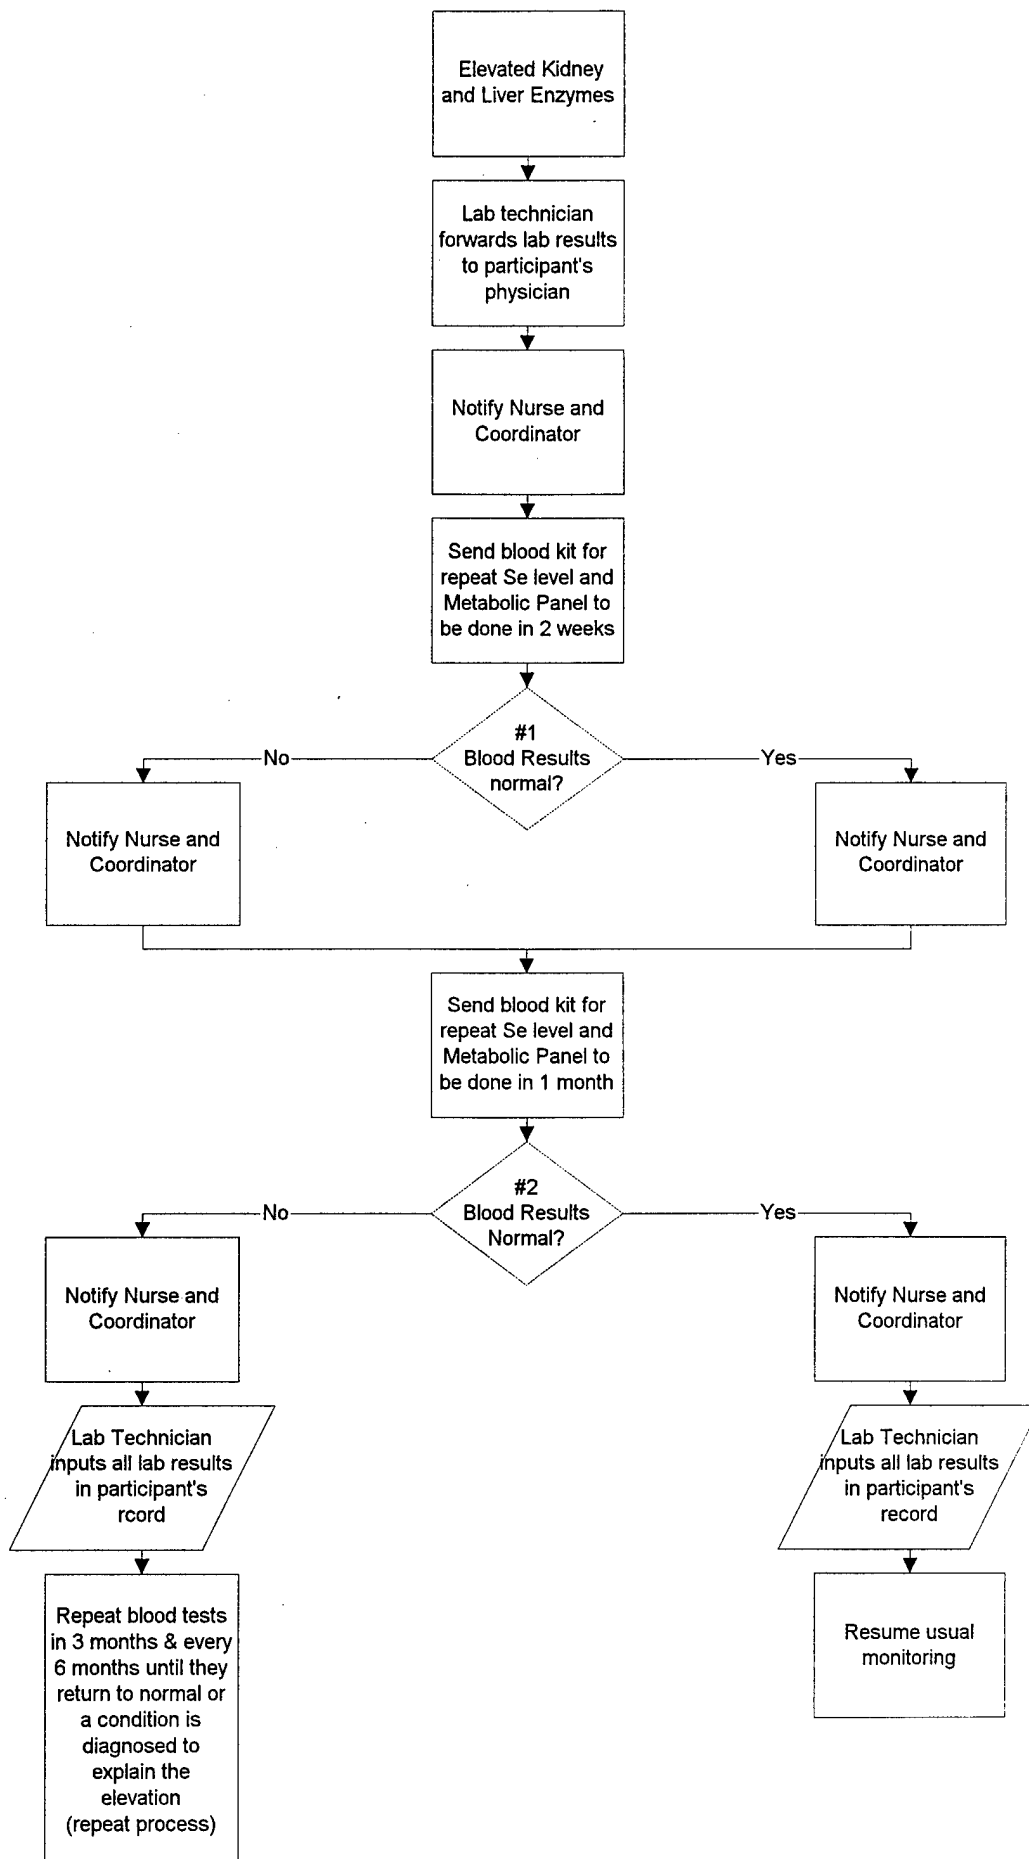 Elevated Kidney
and Liver Enzymes
Lab technician
forwards lab results
to participant's
physician
Notify Nurse and
Coordinator
Send blood kit for
repeat Se level and
Metabolic Panel to
be done in 2 weeks
#1
Blood Results
normal?
No
Yes
Notify Nurse and
Coordinator
Notify Nurse and
Coordinator
Send blood kit for
repeat Se level and
Metabolic Panel to
be done in 1 month
#2
Blood Results
Normal?
No
Yes
Notify Nurse and
Coordinator
Notify Nurse and
Coordinator
Lab Technician
inputs all lab results
in participant's
rcord
Lab Technician
inputs all lab results
in participant's
record
Repeat blood tests
in 3 months & every
6 months until they
return to normal or
a condition is
diagnosed to
explain the
elevation
(repeat process)
Resume usual
monitoring